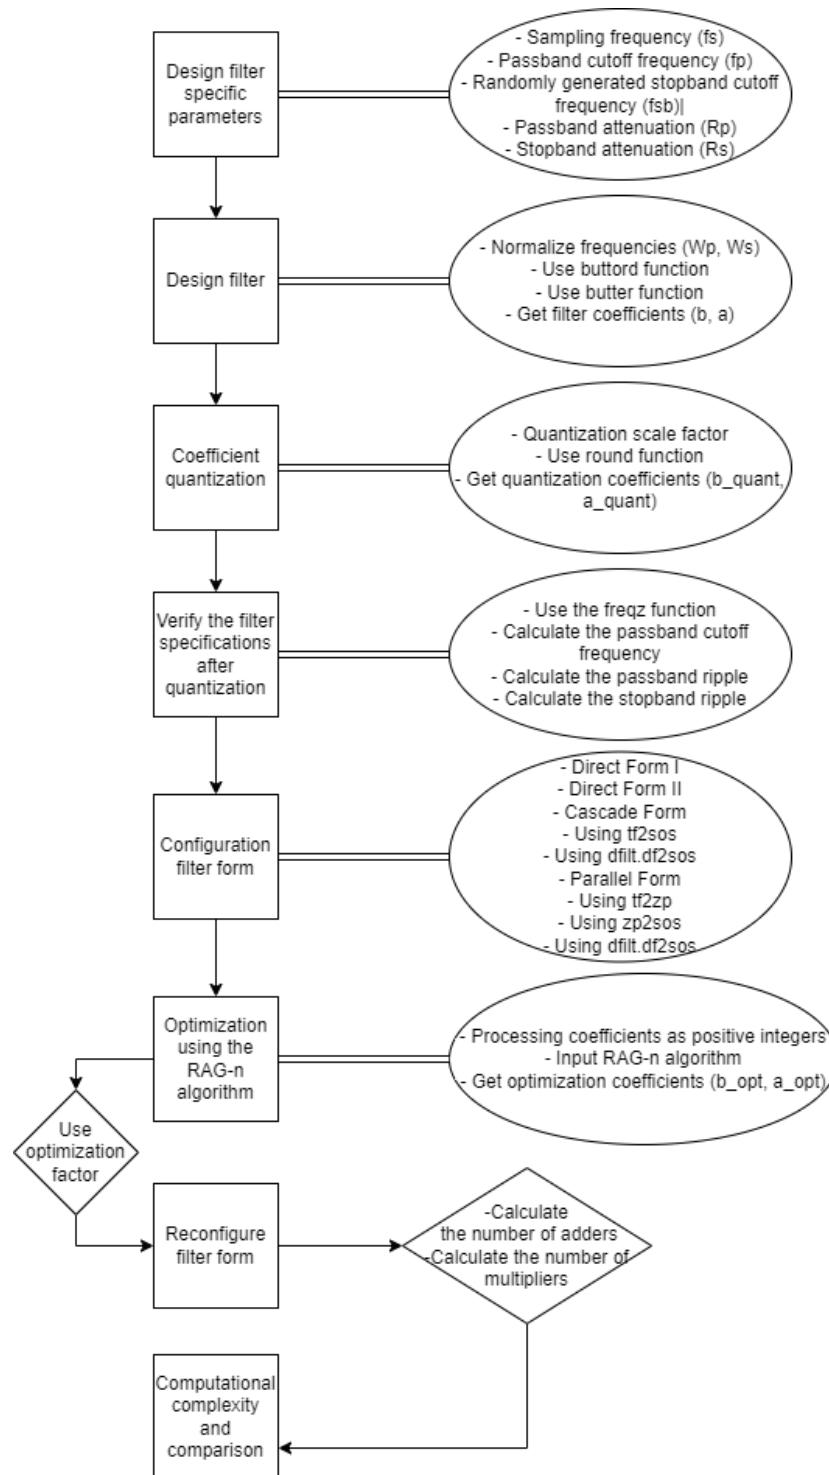 Design filter
specific
parameters
- Sampling frequency (fs)
- Passband cutoff frequency (fp)
- Randomly generated stopband cutoff
frequency (fsb)|
- Passband attenuation (Rp)
- Stopband attenuation (Rs)
Design filter
- Normalize frequencies (Wp, Ws)
- Use buttord function
- Use butter function
- Get filter coefficients (b, a)
Coefficient
quantization
- Quantization scale factor
- Use round function
- Get quantization coefficients (b_quant,
a_quant)
Verify the filter
specifications
after
quantization
- Use the freqz function
- Calculate the passband cutoff
frequency
- Calculate the passband ripple
- Calculate the stopband ripple
Configuration
filter form
- Direct Form I
- Direct Form II
- Cascade Form
- Using tf2sos
- Using dfilt.df2sos
- Parallel Form
- Using tf2zp
- Using zp2sos
- Using dfilt.df2sos
Optimization
using the
RAG-n
algorithm
- Processing coefficients as positive integers
- Input RAG-n algorithm
- Get optimization coefficients (b_opt, a_opt)
Use
optimization
factor
Reconfigure
filter form
-Calculate
the number of adders
-Calculate the number of
multipliers
Computational
complexity
and
comparison